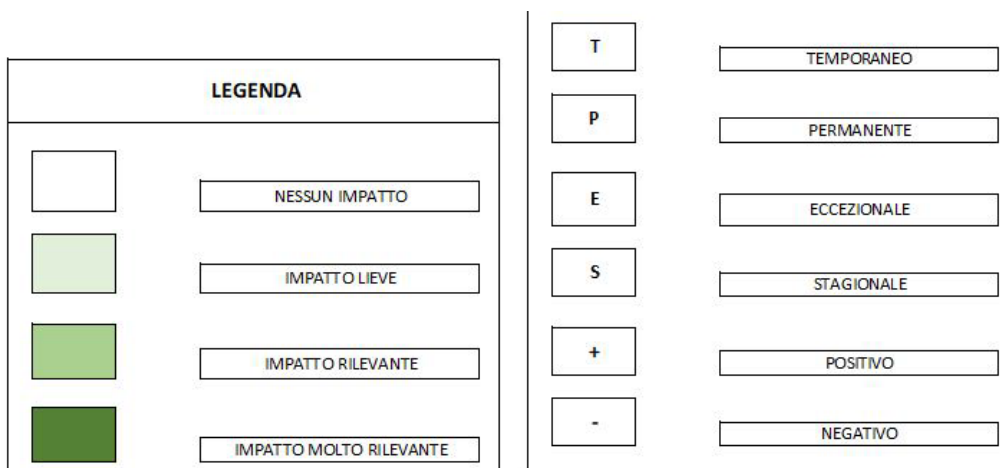 LEGENDA
NESSUN IMPATTO
IMPATTO LIEVE
IMPATTO RILEVANTE
IMPATTO MOLTO RILEVANTE
T TEMPORANEO
P PERMANENTE
E ECCEZIONALE
S STAGIONALE
+ POSITIVO
- NEGATIVO